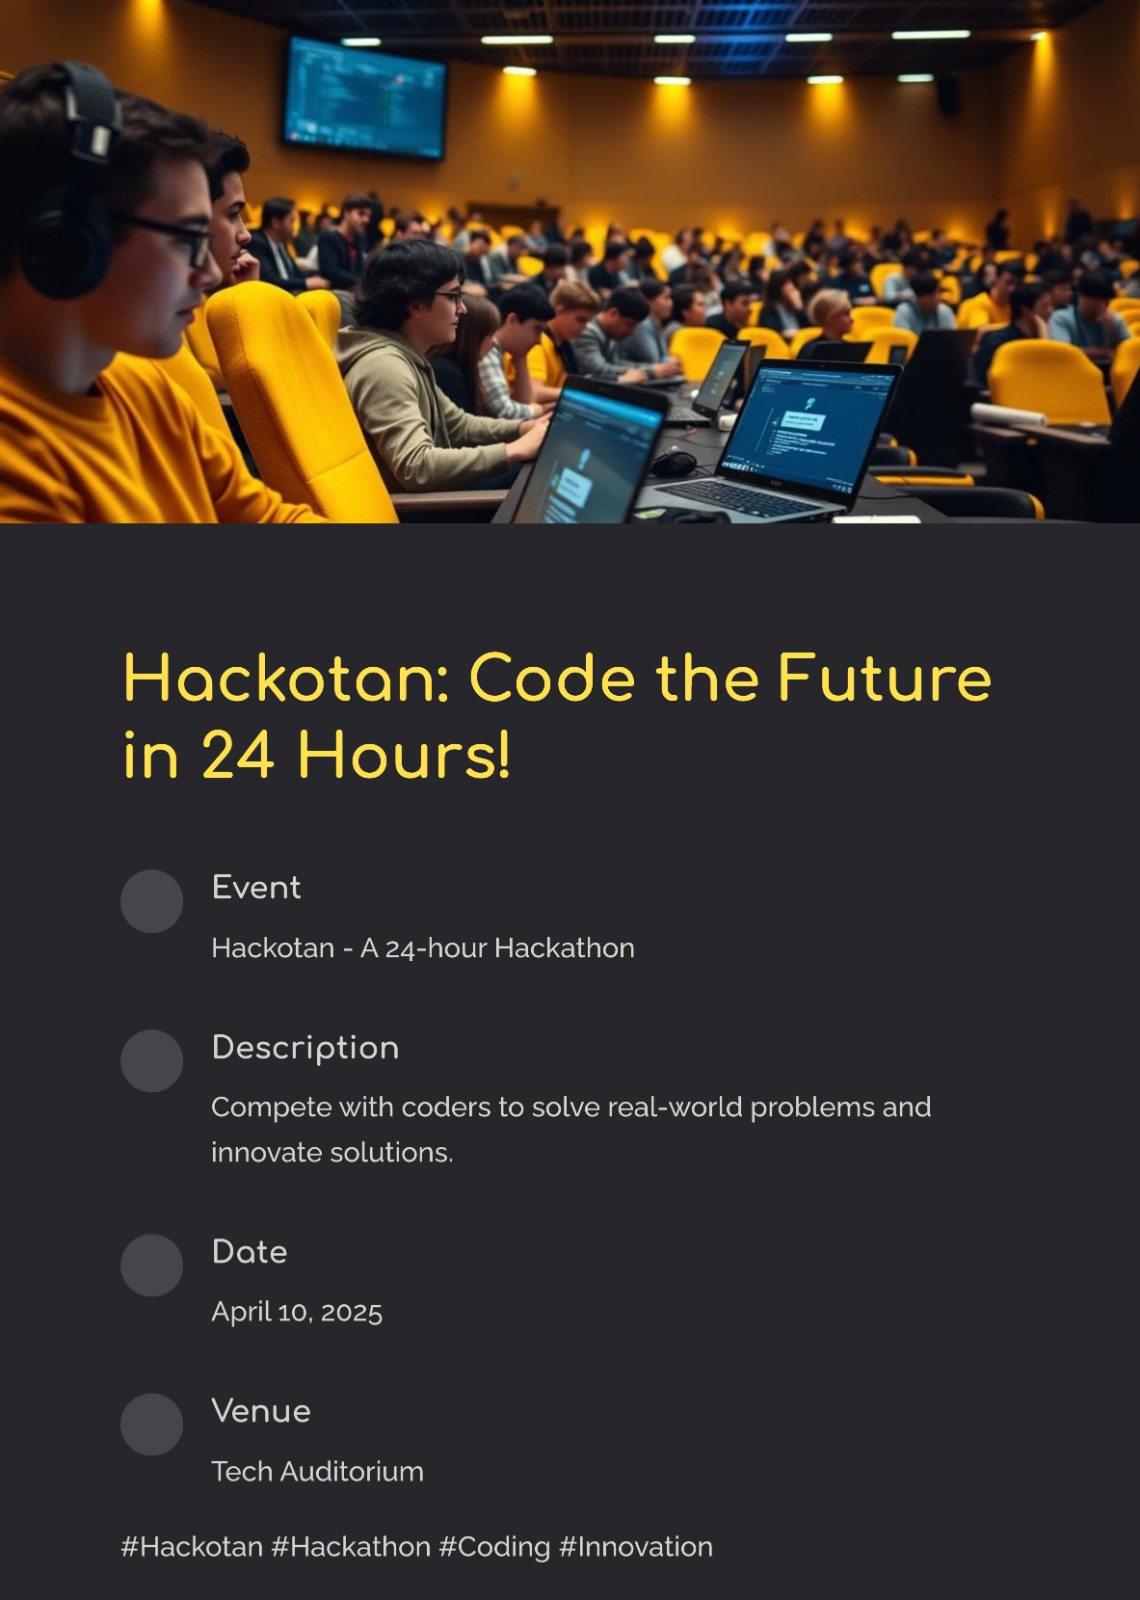 Hackotan: Code the Future
in 24 Hours!
Event
Hackotan - A 24-hour Hackathon
Description
Compete with coders to solve real-world problems and
innovate solutions.
Date
April 10, 2025
Venue
Tech Auditorium
#Hackotan #Hackathon #Coding #Innovation